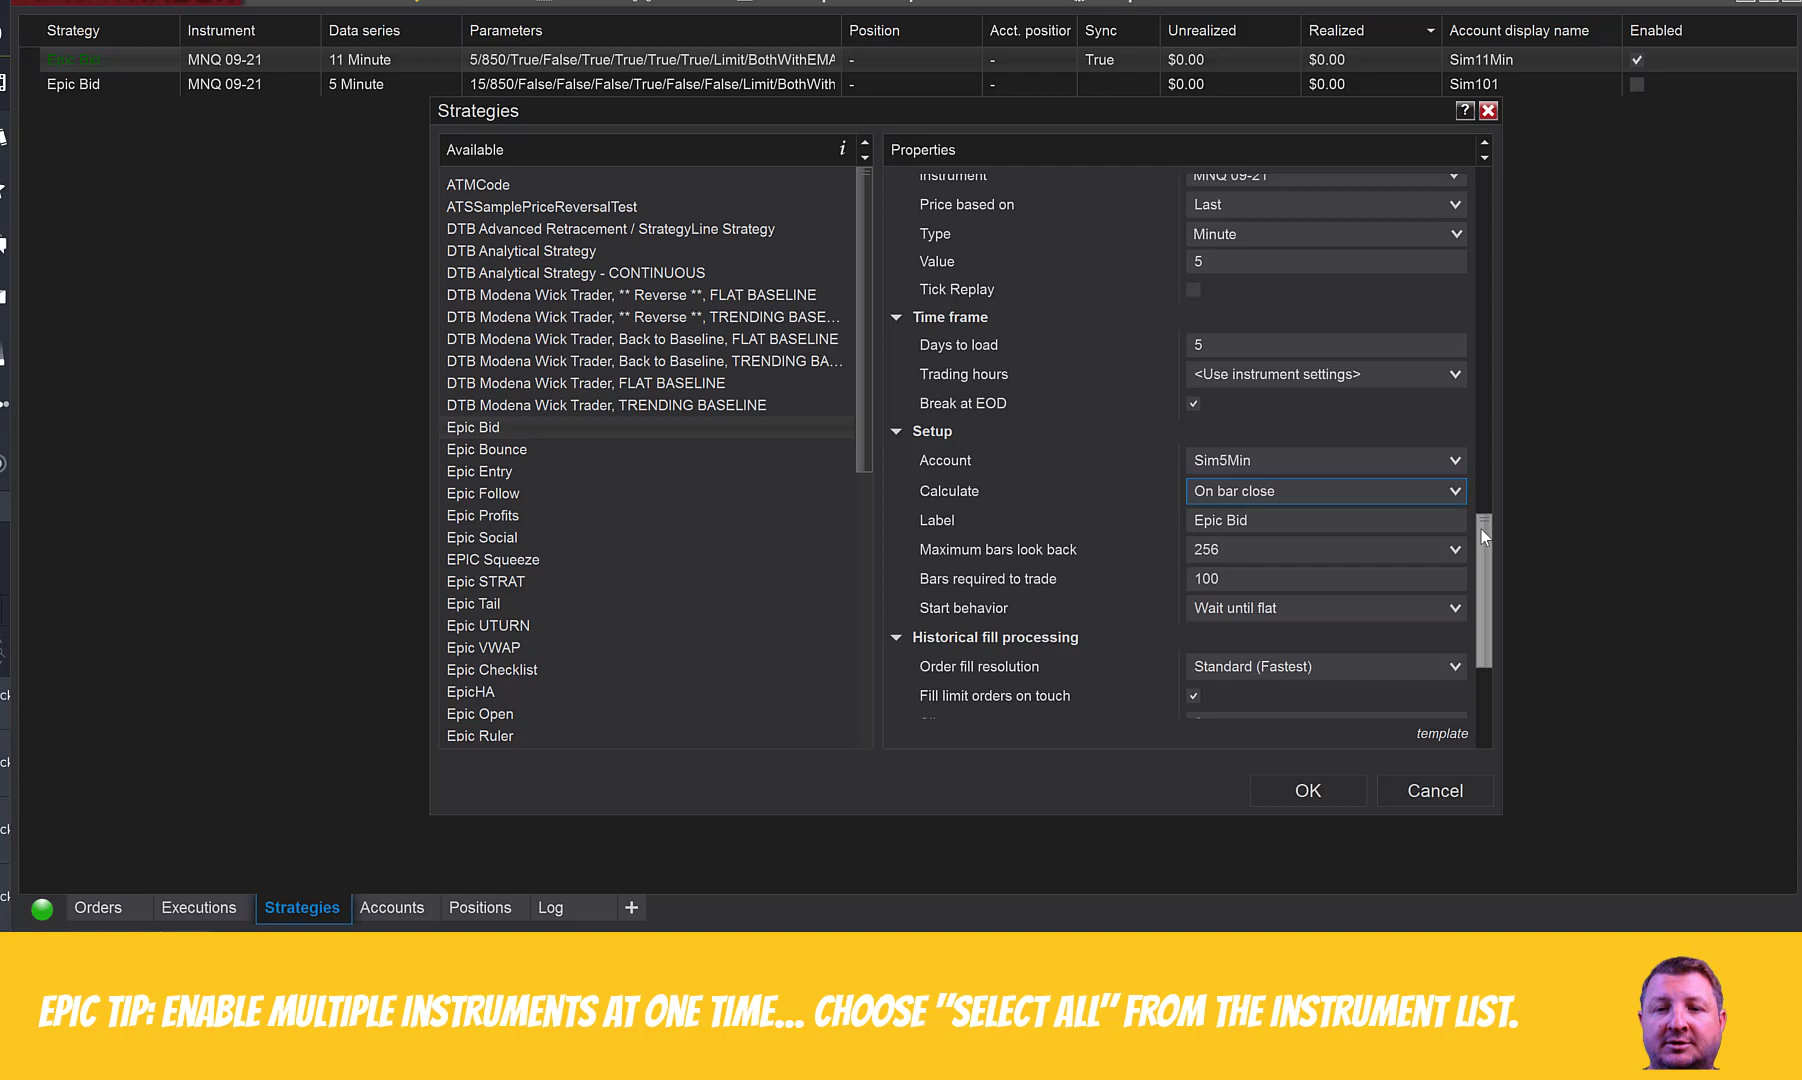 Strategy Instrument Data series Parameters Position Acct. position Sync Unrealized Realized Account display name Enabled
Epic Bid MNQ 09-21 11 Minute 5/850/True/False/True/True/True/True/Limit/BothWithEMA - - True $0.00 $0.00 Sim11Min
Epic Bid MNQ 09-21 5 Minute 15/850/False/False/False/True/False/False/Limit/BothWith - - $0.00 $0.00 Sim101
Strategies
?
Available i
ATMCode
ATSSamplePriceReversalTest
DTB Advanced Retracement / StrategyLine Strategy
DTB Analytical Strategy
DTB Analytical Strategy - CONTINUOUS
DTB Modena Wick Trader, ** Reverse **, FLAT BASELINE
DTB Modena Wick Trader, ** Reverse **, TRENDING BASE...
DTB Modena Wick Trader, Back to Baseline, FLAT BASELINE
DTB Modena Wick Trader, Back to Baseline, TRENDING BA...
DTB Modena Wick Trader, FLAT BASELINE
DTB Modena Wick Trader, TRENDING BASELINE
Epic Bid
Epic Bounce
Epic Entry
Epic Follow
Epic Profits
Epic Social
EPIC Squeeze
Epic STRAT
Epic Tail
Epic UTURN
Epic VWAP
Epic Checklist
EpicHA
Epic Open
Epic Ruler
Properties
Instrument MNQ 09-21
Price based on Last
Type Minute
Value 5
Tick Replay
Time frame
Days to load 5
Trading hours <Use instrument settings>
Break at EOD
Setup
Account Sim5Min
Calculate On bar close
Label Epic Bid
Maximum bars look back 256
Bars required to trade 100
Start behavior Wait until flat
Historical fill processing
Order fill resolution Standard (Fastest)
Fill limit orders on touch
template
OK Cancel
Orders Executions Strategies Accounts Positions Log +
EPIC TIP: ENABLE MULTIPLE INSTRUMENTS AT ONE TIME... CHOOSE "SELECT ALL" FROM THE INSTRUMENT LIST.